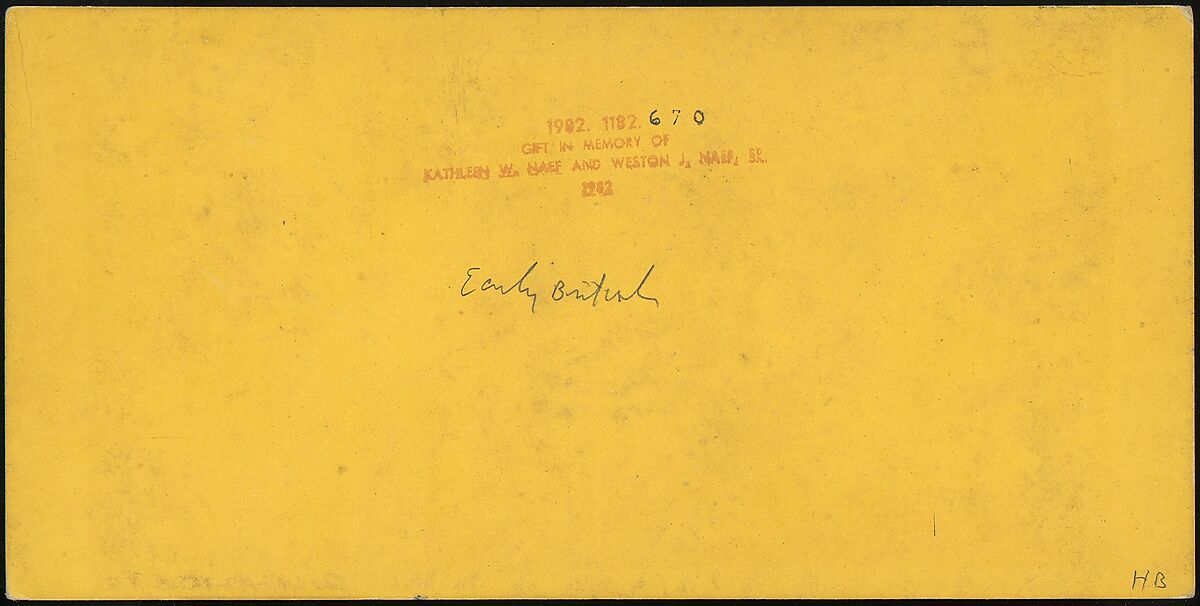 1982. 1182. 670
GIFT IN MEMORY OF
KATHLEEN W. NAEF AND WESTON J. NAEF, SR.
1982
Early British
HB